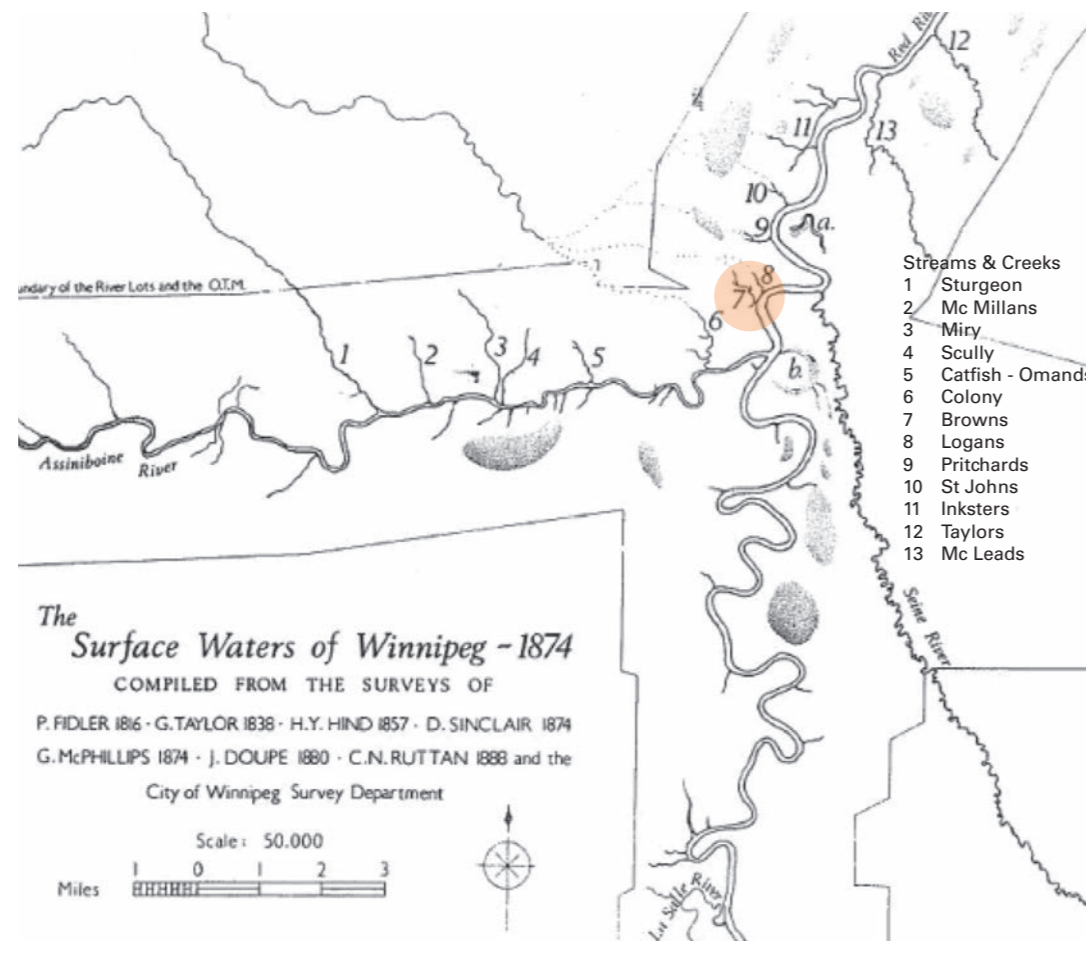 Red
12
11
13
10
9
a.
8
7
undary of the River Lots and the O.T.M.
6
1
2
3
4
5
b.
Assiniboine River
Streams & Creeks
1 Sturgeon
2 Mc Millans
3 Miry
4 Scully
5 Catfish - Omands
6 Colony
7 Browns
8 Logans
9 Pritchards
10 St Johns
11 Inksters
12 Taylors
13 Mc Leads
Seine River
The
Surface Waters of Winnipeg ~ 1874
COMPILED FROM THE SURVEYS OF
P. FIDLER 1816 · G. TAYLOR 1838 · H.Y. HIND 1857 · D. SINCLAIR 1874
G. McPHILLIPS 1874 · J. DOUPE 1880 · C.N. RUTTAN 1888 and the
City of Winnipeg Survey Department
Scale: 50.000
1 0 1 2 3
Miles
La Salle River